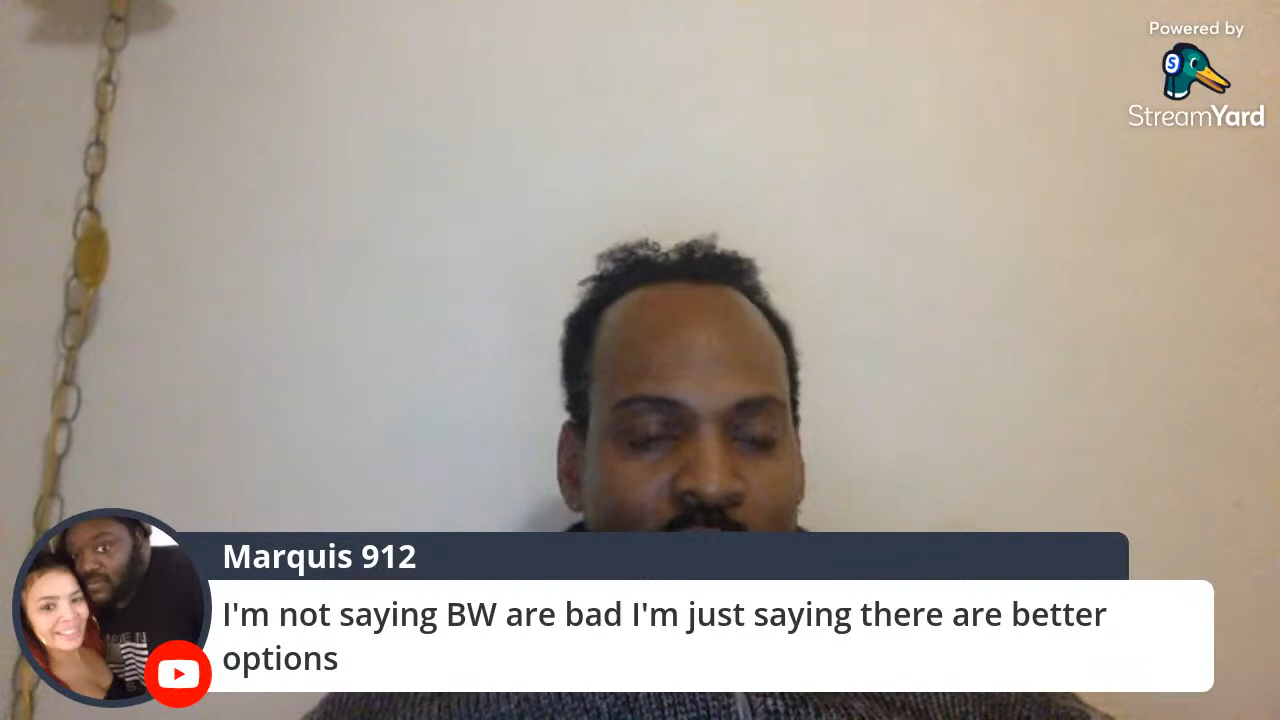 Powered by
StreamYard
Marquis 912
I'm not saying BW are bad I'm just saying there are better
options